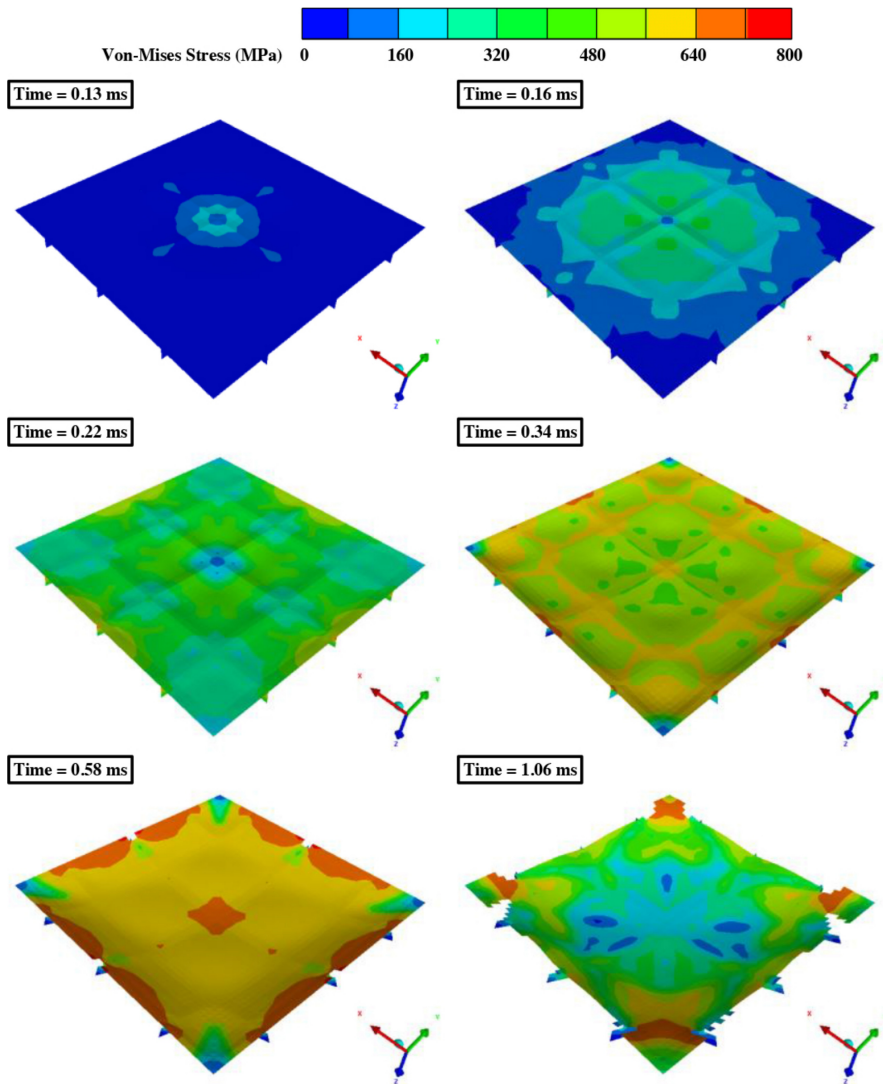 Von-Mises Stress (MPa) 0 160 320 480 640 800
Time = 0.13 ms
Time = 0.16 ms
X Y Z
X Z
Time = 0.22 ms
Time = 0.34 ms
X Y Z
X Z
Time = 0.58 ms
Time = 1.06 ms
X Y Z
X Z